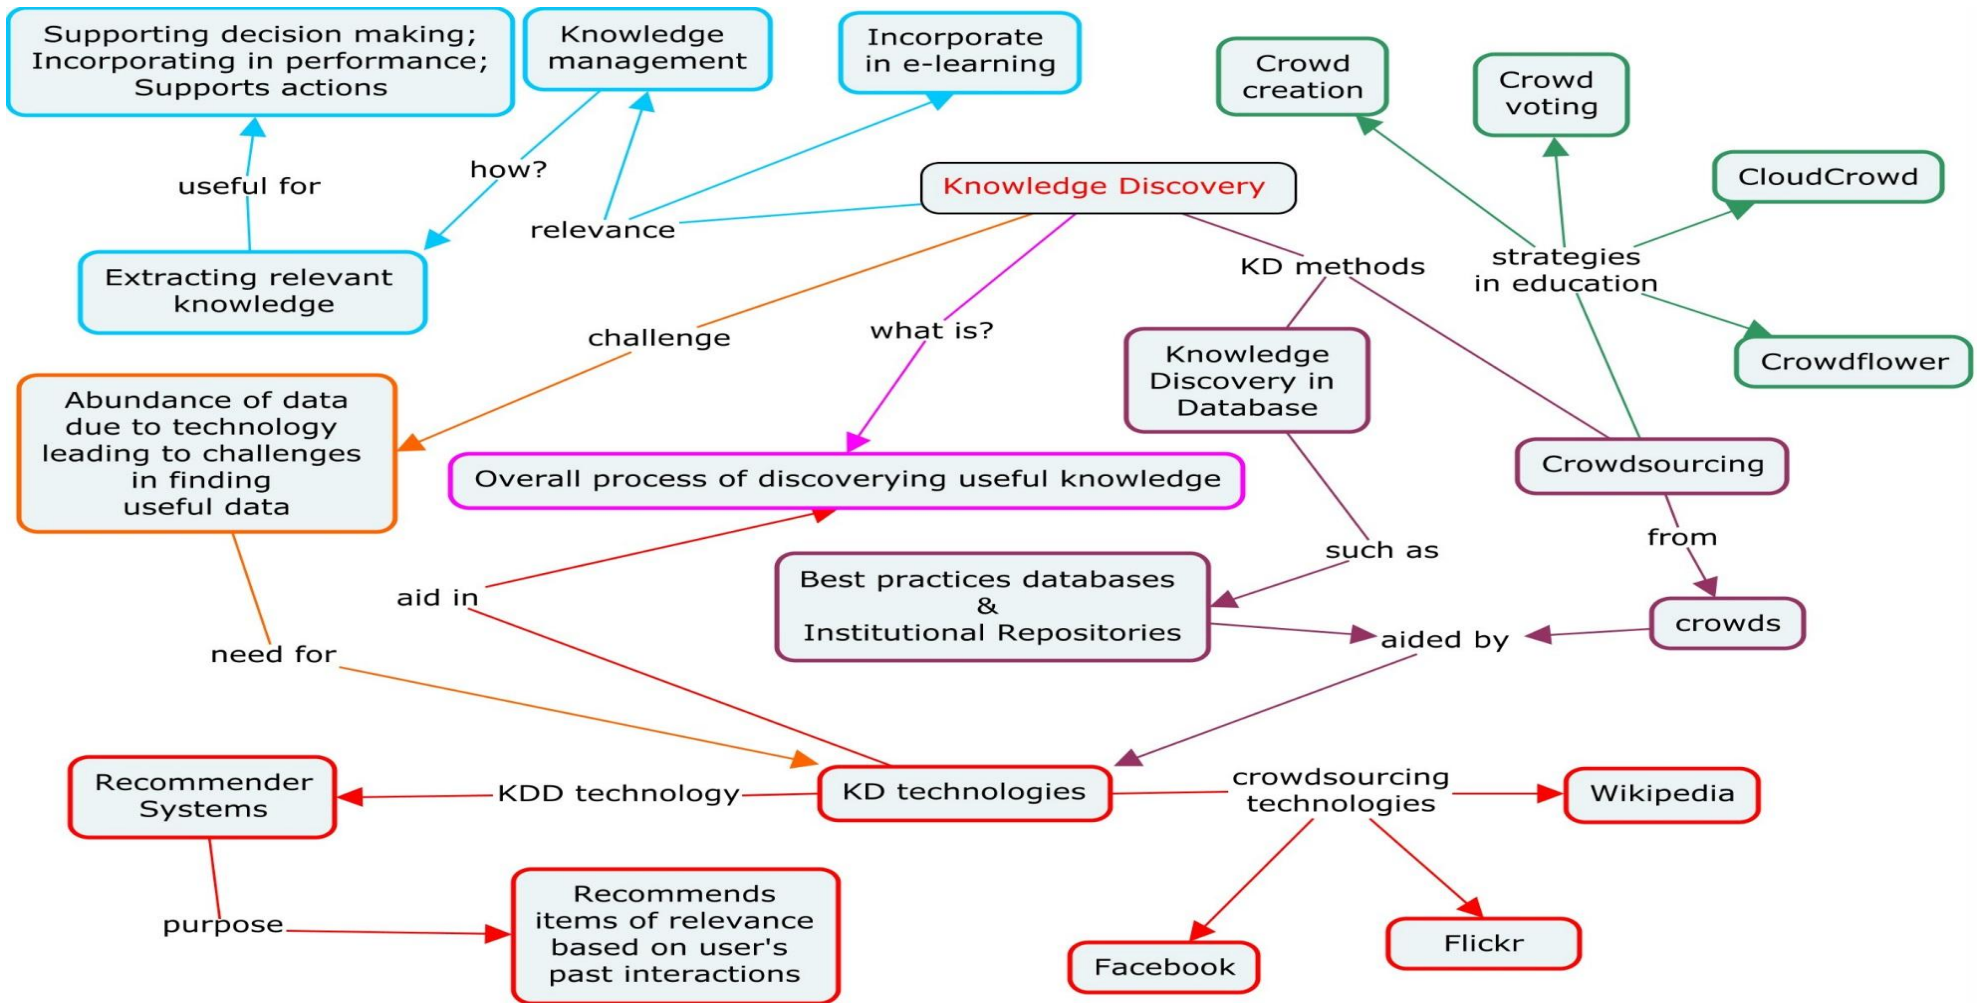 Supporting decision making;
Incorporating in performance;
Supports actions
Knowledge
management
Incorporate
in e-learning
Crowd
creation
Crowd
voting
CloudCrowd
how?
useful for
Knowledge Discovery
relevance
strategies
in education
KD methods
Extracting relevant
knowledge
challenge
what is?
Knowledge
Discovery in
Database
Crowdflower
Abundance of data
due to technology
leading to challenges
in finding
useful data
Overall process of discoverying useful knowledge
Crowdsourcing
from
such as
aid in
Best practices databases
&
Institutional Repositories
crowds
aided by
need for
Recommender
Systems
KDD technology
KD technologies
crowdsourcing
technologies
Wikipedia
purpose
Recommends
items of relevance
based on user's
past interactions
Facebook
Flickr